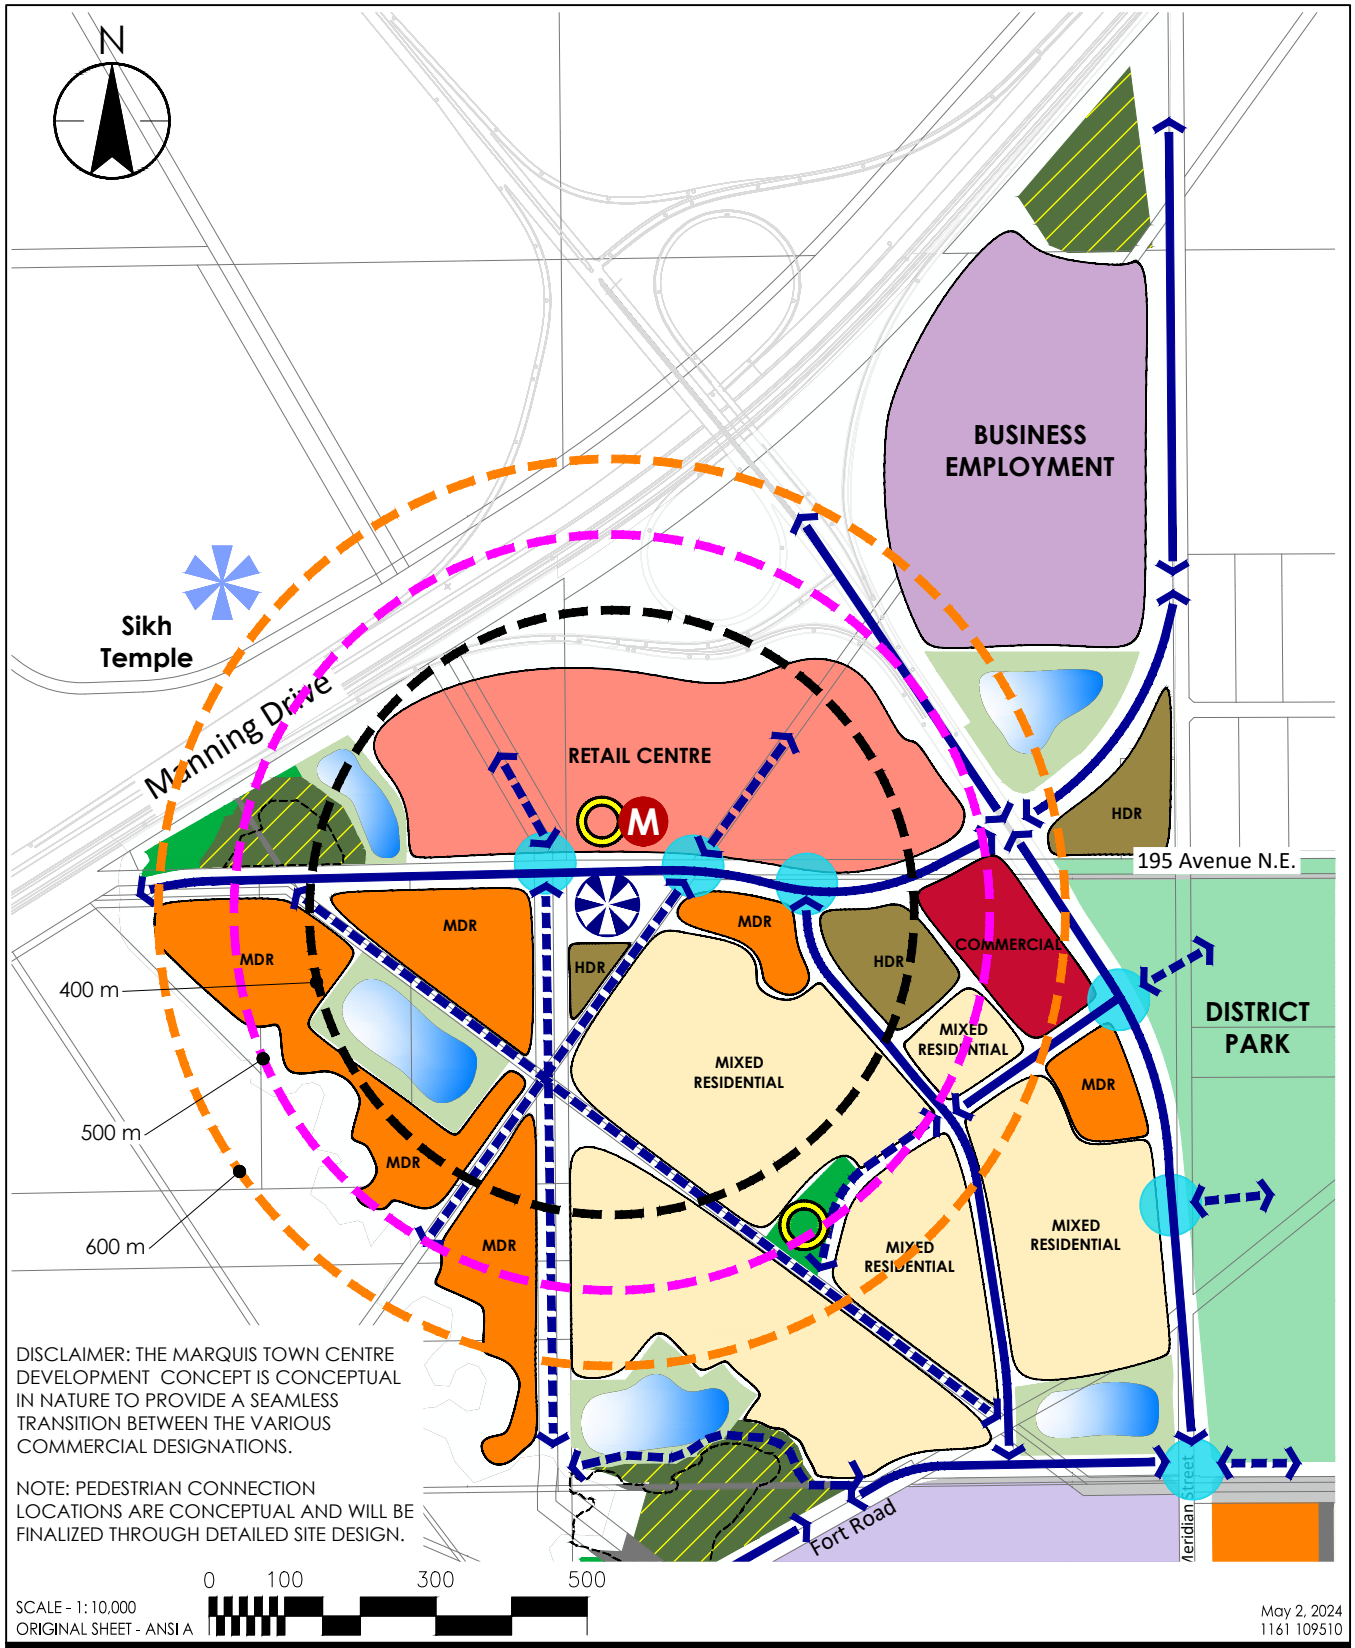 N
BUSINESS
EMPLOYMENT
Sikh
Temple
Manning Drive
RETAIL CENTRE
M
HDR
195 Avenue N.E.
MDR
MDR
MDR
COMMERCIAL
HDR
HDR
400 m
DISTRICT
PARK
MIXED
RESIDENTIAL
MIXED
RESIDENTIAL
MDR
500 m
MDR
600 m
MDR
MIXED
RESIDENTIAL
MIXED
RESIDENTIAL
DISCLAIMER: THE MARQUIS TOWN CENTRE
DEVELOPMENT CONCEPT IS CONCEPTUAL
IN NATURE TO PROVIDE A SEAMLESS
TRANSITION BETWEEN THE VARIOUS
COMMERCIAL DESIGNATIONS.
NOTE: PEDESTRIAN CONNECTION
LOCATIONS ARE CONCEPTUAL AND WILL BE
FINALIZED THROUGH DETAILED SITE DESIGN.
Fort Road
Meridian Street
0 100 300 500
SCALE - 1: 10,000
ORIGINAL SHEET - ANSI A
May 2, 2024
1161 109510